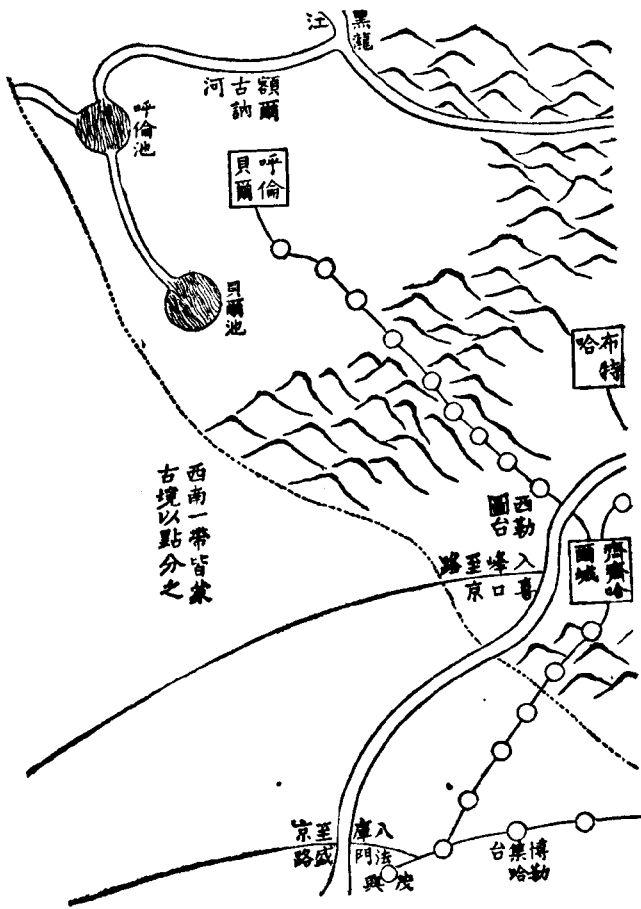 黑龍江
額爾古訥河
呼倫池
呼倫貝爾
貝爾池
布特哈
西勒圖台
齊齊哈爾城
入喜峰口至京路
西南一帶皆蒙
古境以點分之
入法庫門至盛京路
茂興
博勒集哈台